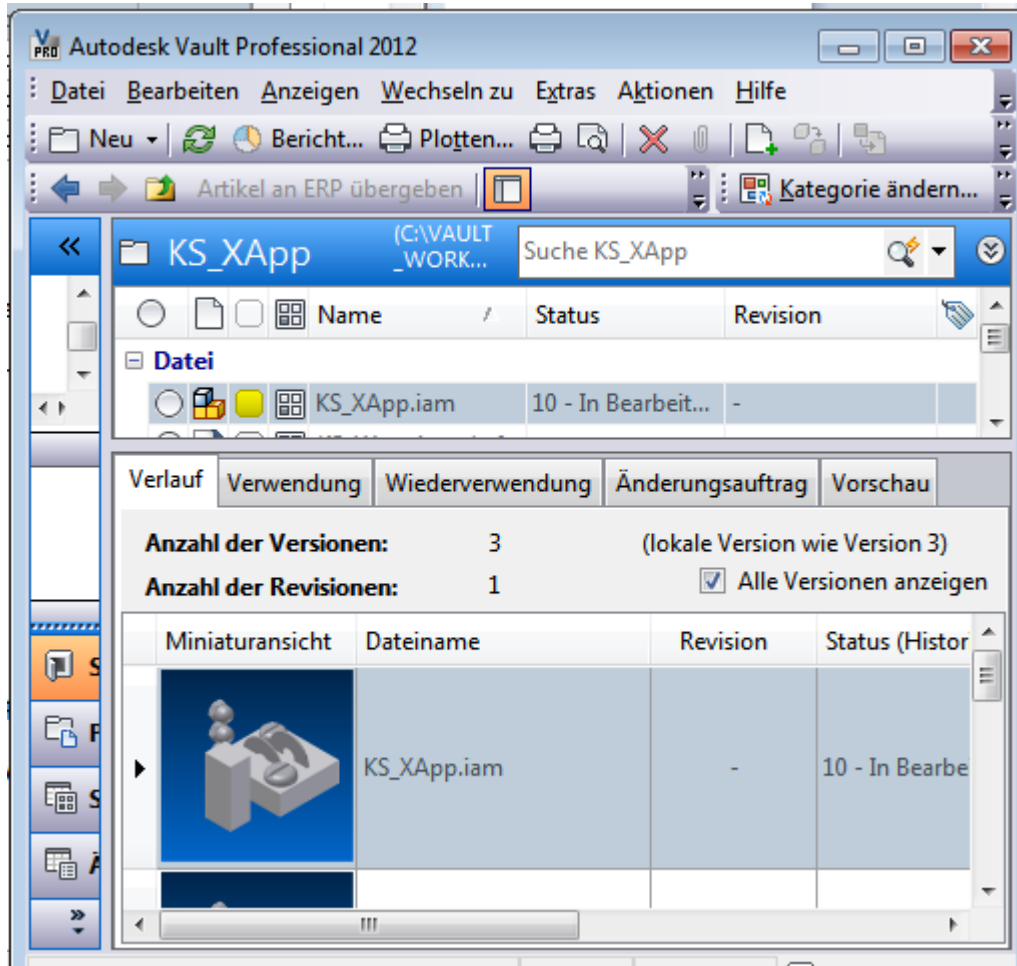 Autodesk Vault Professional 2012
Datei Bearbeiten Anzeigen Wechseln zu Extras Aktionen Hilfe
Neu Bericht... Plotten...
Artikel an ERP übergeben Kategorie ändern...
KS_XApp (C:\VAULT
_WORK... Suche KS_XApp
Name Status Revision
Datei
KS_XApp.iam 10 - In Bearbeit... -
Verlauf Verwendung Wiederverwendung Änderungsauftrag Vorschau
Anzahl der Versionen: 3 (lokale Version wie Version 3)
Anzahl der Revisionen: 1 Alle Versionen anzeigen
Miniaturansicht Dateiname Revision Status (Histor
KS_XApp.iam - 10 - In Bearbe